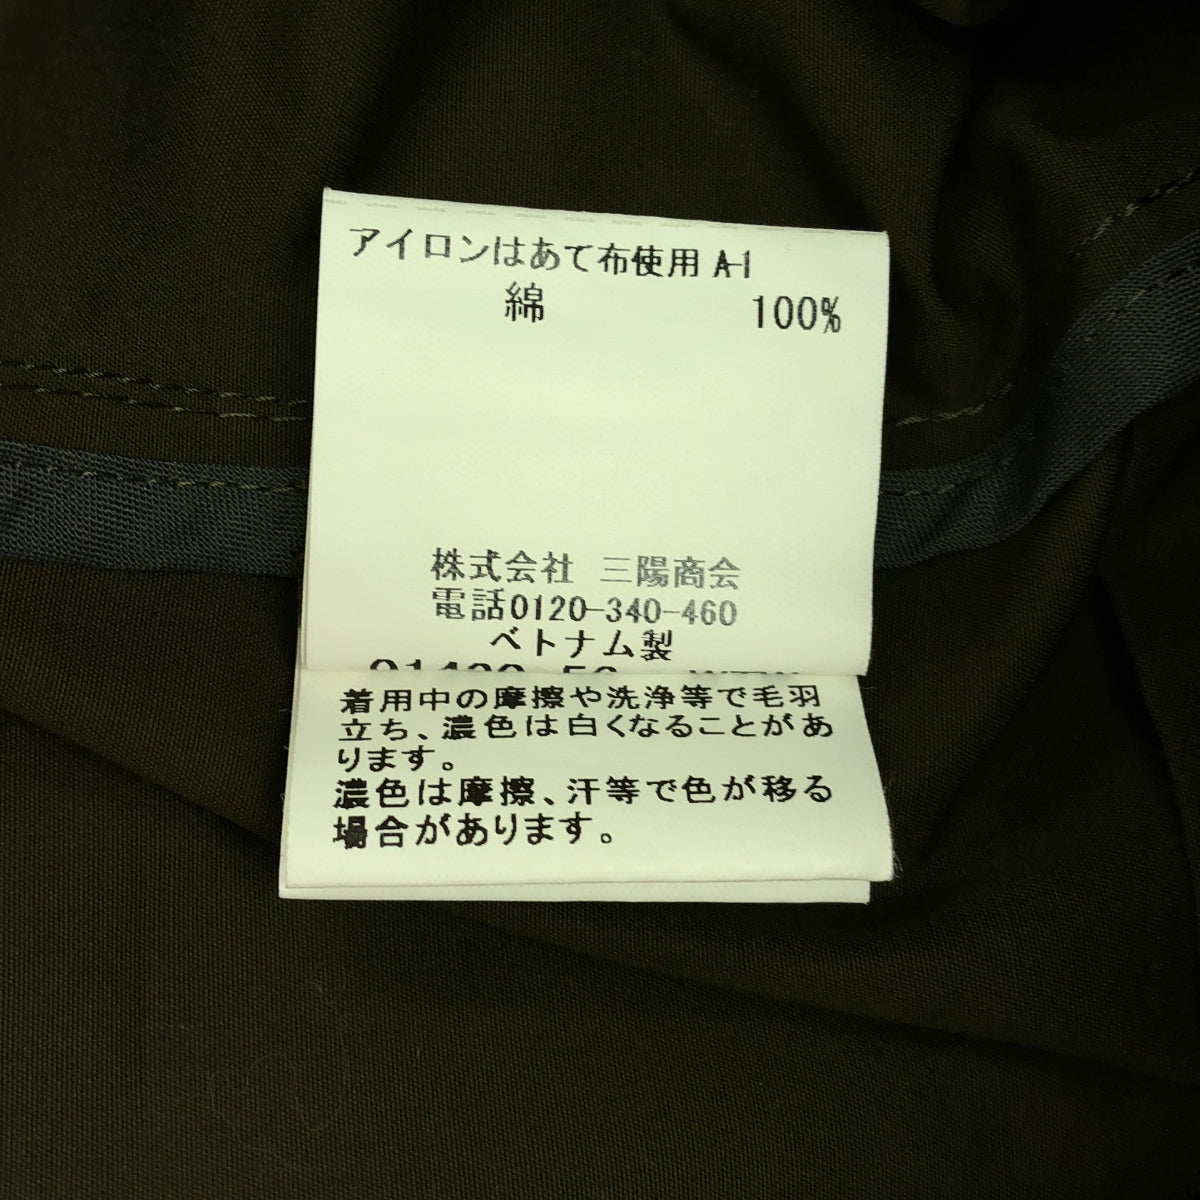 アイロンはあて布使用 A-1
綿 100%
株式会社 三陽商会
電話0120-340-460
ベトナム製
着用中の摩擦や洗浄等で毛羽
立ち、濃色は白くなることがあ
ります。
濃色は摩擦、汗等で色が移る
場合があります。